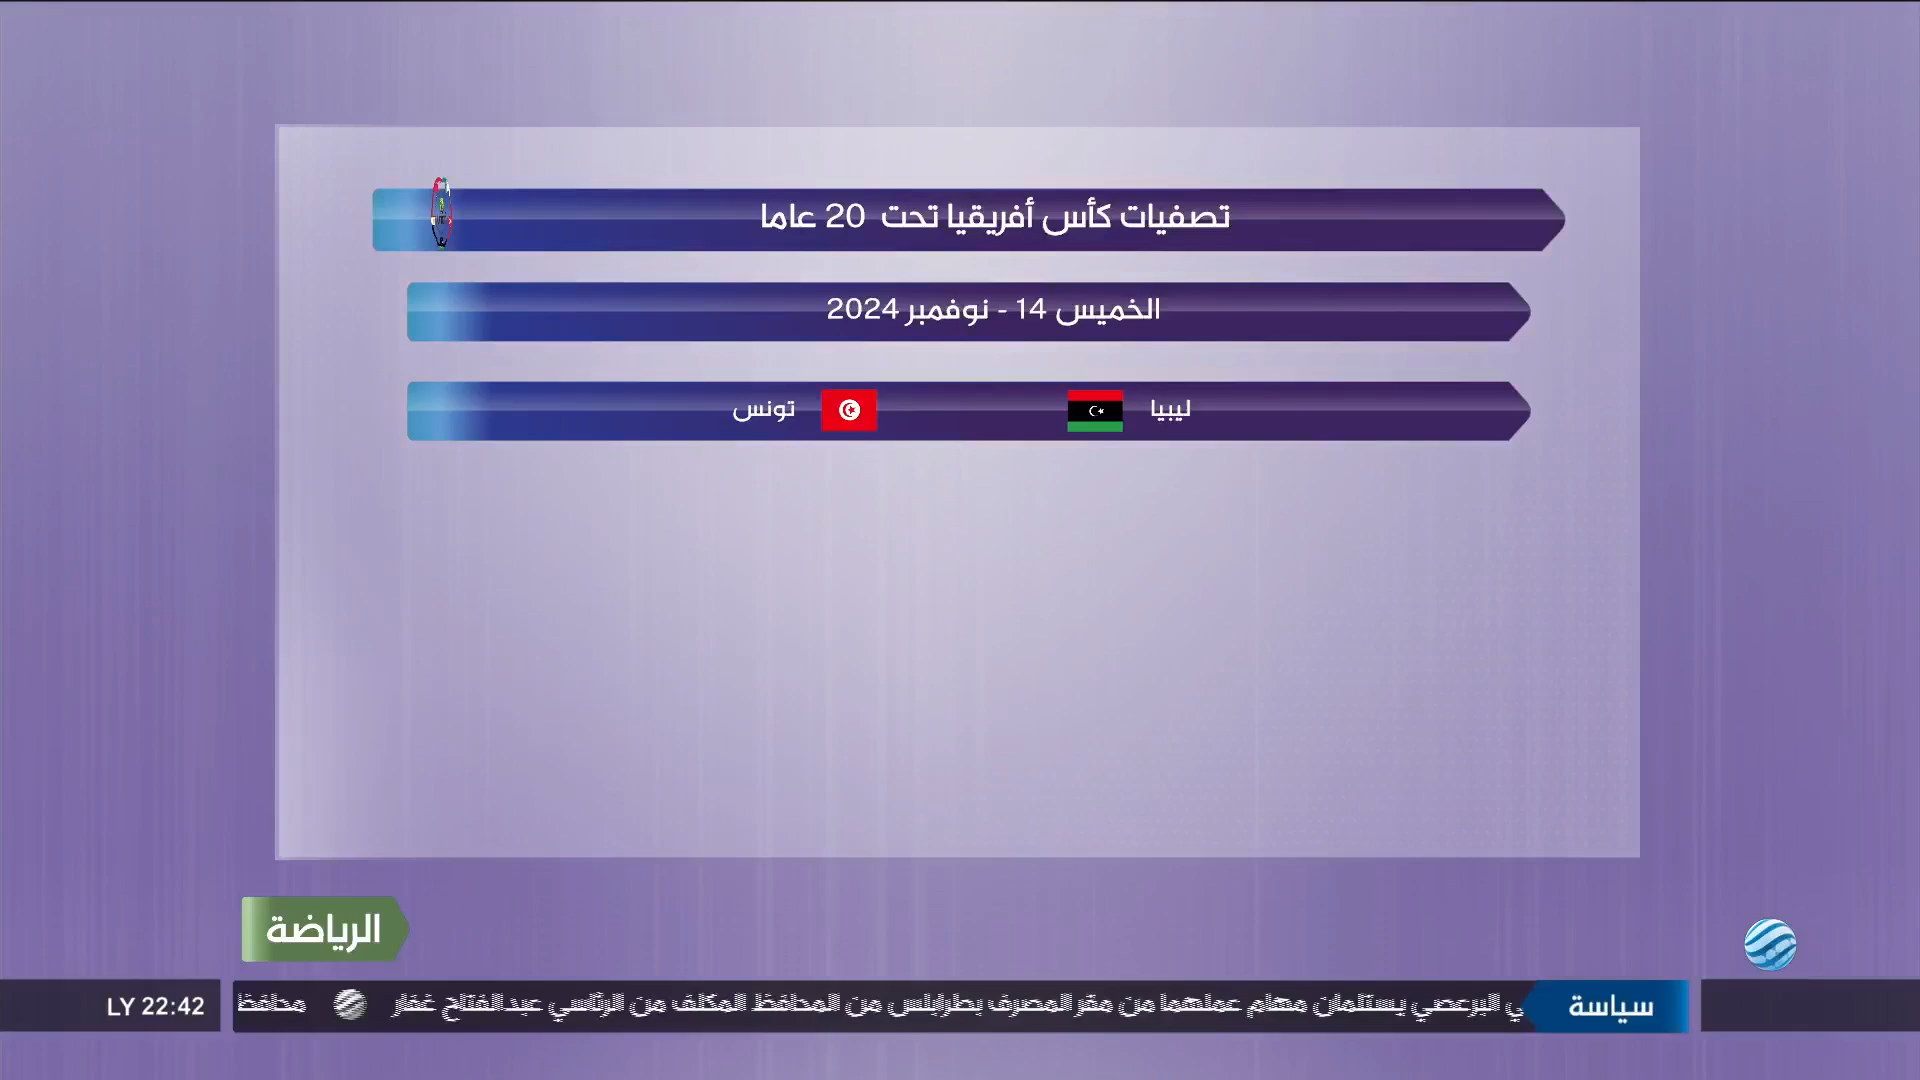 تصفيات كأس أفريقيا تحت 20 عاما
الخميس 14 - نوفمبر 2024
ليبيا تونس
الرياضة
سياسة
ي البرعصي يستلمان مهام عملهما من مقر المصرف بطرابلس من المحافظ المكلف من الرئاسي عبدالفتاح غفار
محافظ
LY 22:42